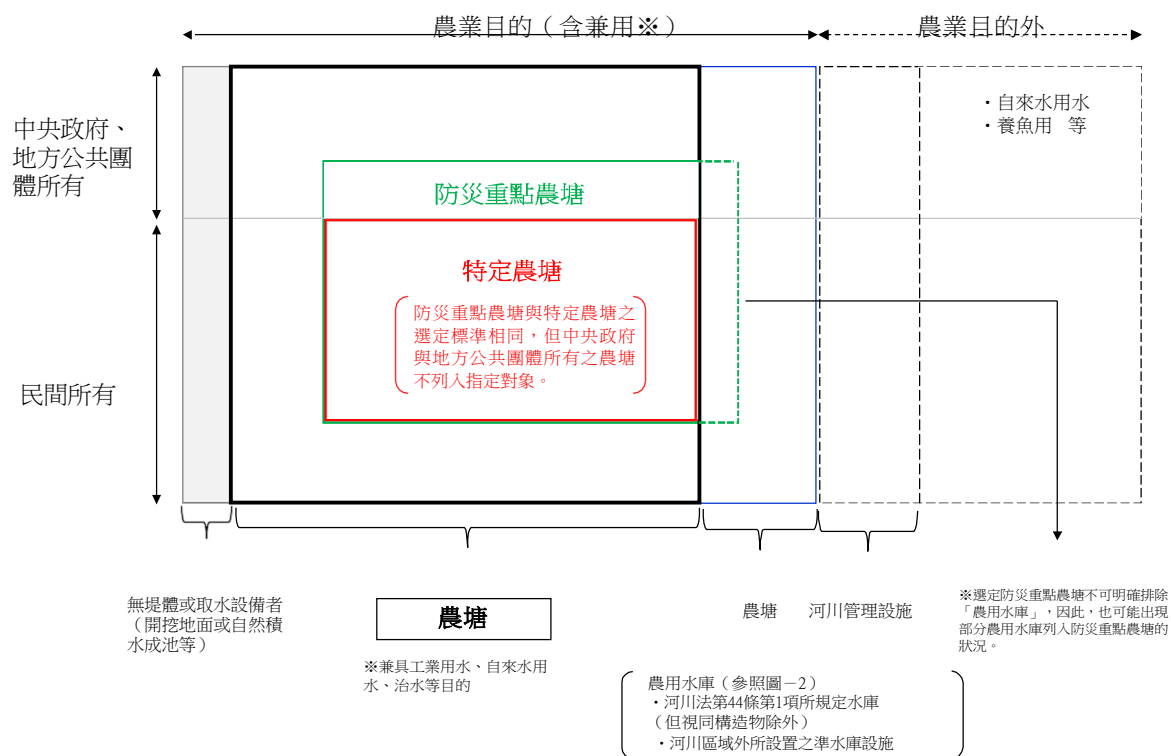 農業目的（含兼用※）
農業目的外
中央政府、
地方公共團
體所有
・自來水用水
・養魚用 等
防災重點農塘
特定農塘
防災重點農塘與特定農塘之
選定標準相同，但中央政府
與地方公共團體所有之農塘
不列入指定對象。
民間所有
無堤體或取水設備者
（開挖地面或自然積
水成池等）
農塘
※兼具工業用水、自來水用
水、治水等目的
農塘
河川管理設施
※選定防災重點農塘不可明確排除
「農用水庫」，因此，也可能出現
部分農用水庫列入防災重點農塘的
狀況。
農用水庫（參照圖－2）
・河川法第44條第1項所規定水庫
（但視同構造物除外）
・河川區域外所設置之準水庫設施